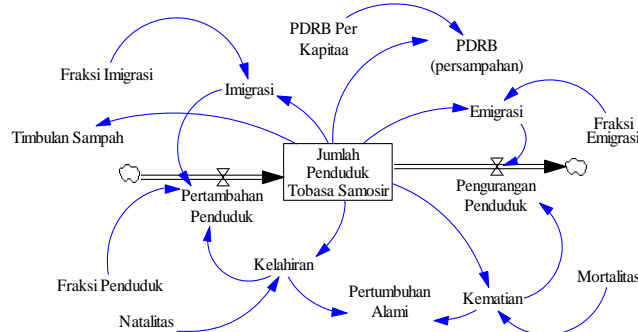 PDRB Per
Kapitaa
PDRB
(persampahan)
Fraksi Imigrasi
Imigrasi
Emigrasi
Fraksi
Emigrasi
Timbulan Sampah
Jumlah
Penduduk
Tobasa Samosir
Pertambahan
Penduduk
Pengurangan
Penduduk
Kelahiran
Fraksi Penduduk
Pertumbuhan
Alami
Kematian
Mortalitas
Natalitas